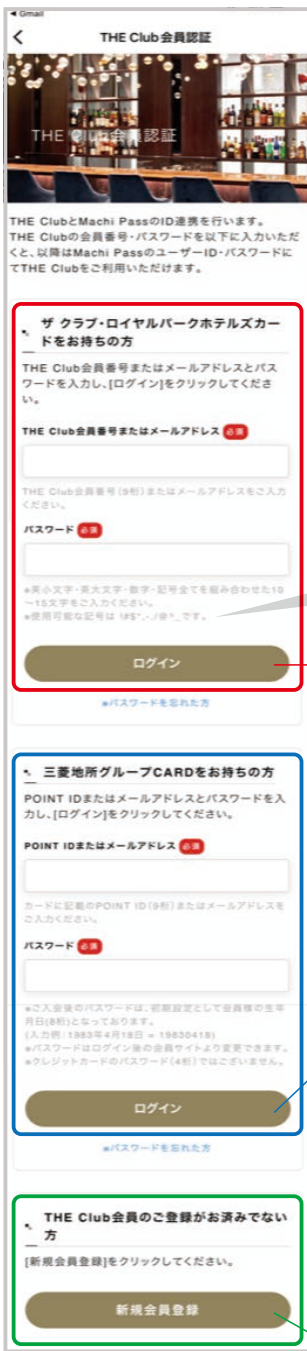 ◀ Gmail
THE Club会員認証
THE Club会員認証
THE ClubとMachi PassのID連携を行います。
THE Clubの会員番号・パスワードを以下に入力いただ
くと、以降はMachi PassのユーザーID・パスワードに
てTHE Clubをご利用いただけます。
ザ クラブ・ロイヤルパークホテルズカー
ドをお持ちの方
THE Club会員番号またはメールアドレスとパス
ワードを入力し、[ログイン]をクリックしてくださ
い。
THE Club会員番号またはメールアドレス 必須
THE Club会員番号(9桁)またはメールアドレスをご入力
ください。
パスワード 必須
※英小文字・英大文字・数字・記号全てを組み合わせた10
~15文字をご入力ください。
※使用可能な記号は です。
ログイン
※パスワードを忘れた方
三菱地所グループCARDをお持ちの方
POINT IDまたはメールアドレスとパスワードを入
力し、[ログイン]をクリックしてください。
POINT IDまたはメールアドレス 必須
カードに記載のPOINT ID(9桁)またはメールアドレスを
ご入力ください。
パスワード 必須
※ご入会後のパスワードは、初期設定として会員様の生年
月日(8桁)となっております。
(入力例:1983年4月18日 = 19830418)
※パスワードはログイン後の会員サイトより変更できます。
※クレジットカードのパスワード(4桁)ではございません。
ログイン
※パスワードを忘れた方
THE Club会員のご登録がお済みでない
方
[新規会員登録]をクリックしてください。
新規会員登録